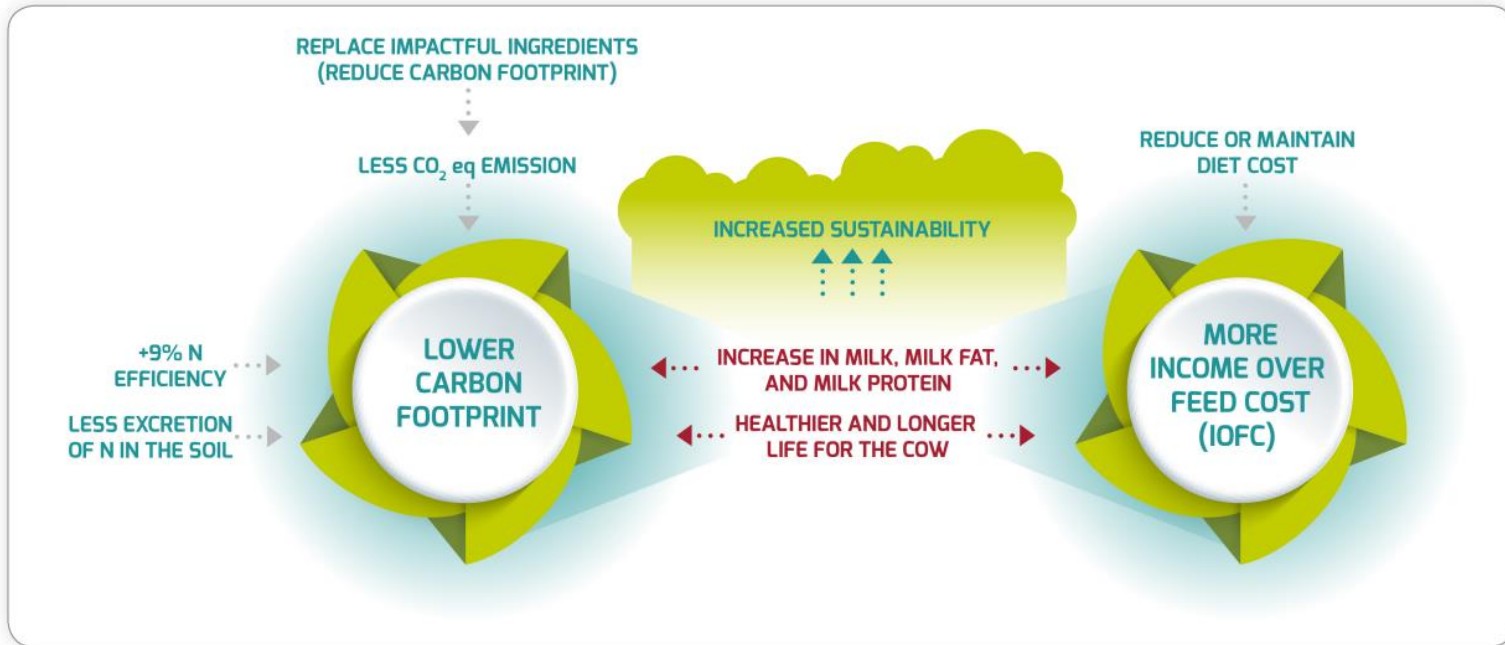 REPLACE IMPACTFUL INGREDIENTS
(REDUCE CARBON FOOTPRINT)
LESS CO₂ eq EMISSION
REDUCE OR MAINTAIN
DIET COST
INCREASED SUSTAINABILITY
+9% N
EFFICIENCY
LESS EXCRETION
OF N IN THE SOIL
LOWER
CARBON
FOOTPRINT
INCREASE IN MILK, MILK FAT,
AND MILK PROTEIN
HEALTHIER AND LONGER
LIFE FOR THE COW
MORE
INCOME OVER
FEED COST
(IOFC)